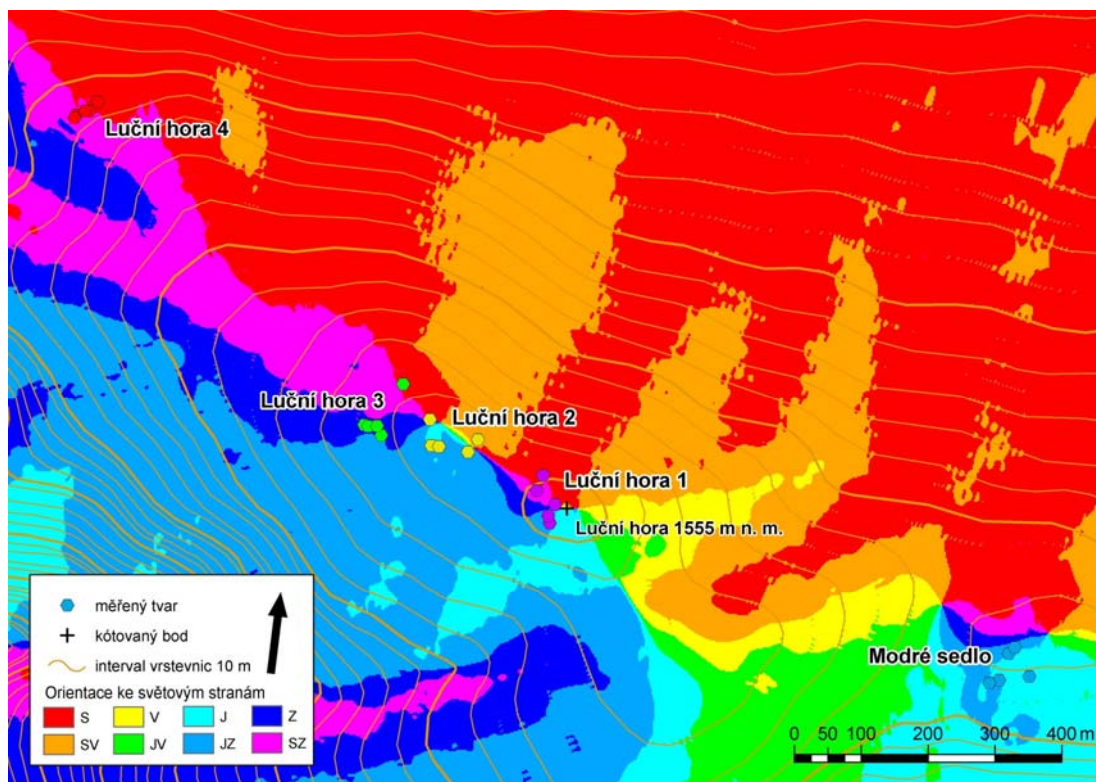 Luční hora 4
Luční hora 3
Luční hora 2
Luční hora 1
Luční hora 1555 m n. m.
Modré sedlo
měřený tvar
kótovaný bod
interval vrstevnic 10 m
Orientace ke světovým stranám
S V J Z
SV JV JZ SZ
0 50 100 200 300 400 m